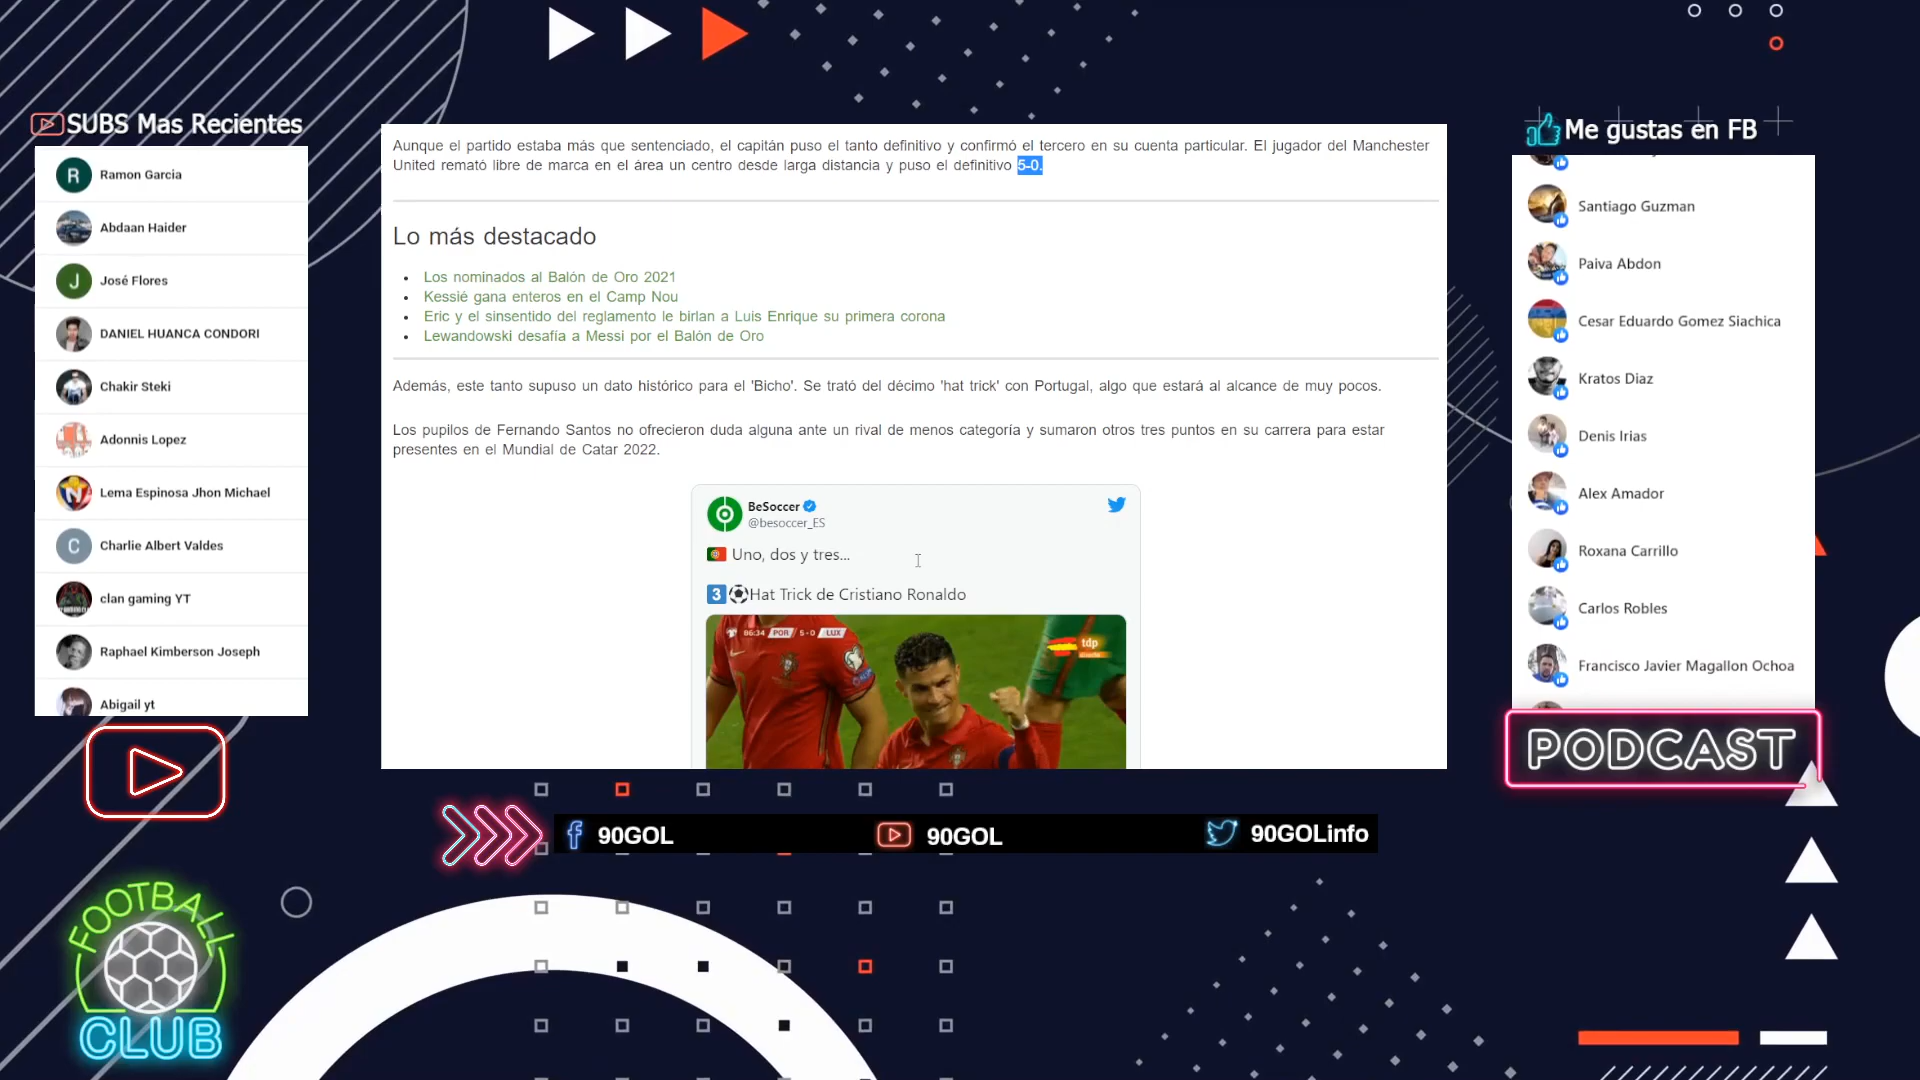 SUBS Mas Recientes
Ramon Garcia
Abdaan Haider
José Flores
DANIEL HUANCA CONDORI
Chakir Steki
Adonnis Lopez
Lema Espinosa Jhon Michael
Charlie Albert Valdes
clan gaming YT
Raphael Kimberson Joseph
Abigail yt
R
J
C
Aunque el partido estaba más que sentenciado, el capitán puso el tanto definitivo y confirmó el tercero en su cuenta particular. El jugador del Manchester
United remató libre de marca en el área un centro desde larga distancia y puso el definitivo 5-0.
Lo más destacado
Los nominados al Balón de Oro 2021
Kessié gana enteros en el Camp Nou
Eric y el sinsentido del reglamento le birlan a Luis Enrique su primera corona
Lewandowski desafía a Messi por el Balón de Oro
Además, este tanto supuso un dato histórico para el 'Bicho'. Se trató del décimo 'hat trick' con Portugal, algo que estará al alcance de muy pocos.
Los pupilos de Fernando Santos no ofrecieron duda alguna ante un rival de menos categoría y sumaron otros tres puntos en su carrera para estar
presentes en el Mundial de Catar 2022.
BeSoccer
@besoccer_ES
Uno, dos y tres...
3 Hat Trick de Cristiano Ronaldo
86:34 POR 5-0 LUX
tdp
Me gustas en FB
Santiago Guzman
Paiva Abdon
Cesar Eduardo Gomez Siachica
Kratos Diaz
Denis Irias
Alex Amador
Roxana Carrillo
Carlos Robles
Francisco Javier Magallon Ochoa
PODCAST
90GOL
90GOL
90GOLinfo
FOOTBALL
CLUB